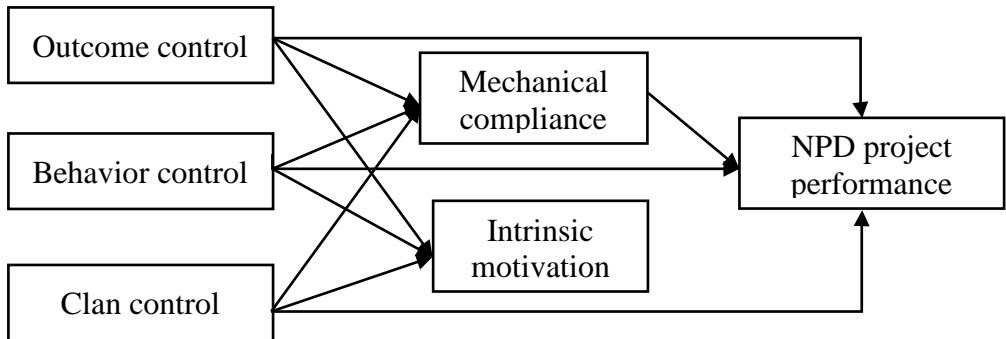 Outcome control
Mechanical
compliance
NPD project
performance
Behavior control
Intrinsic
motivation
Clan control